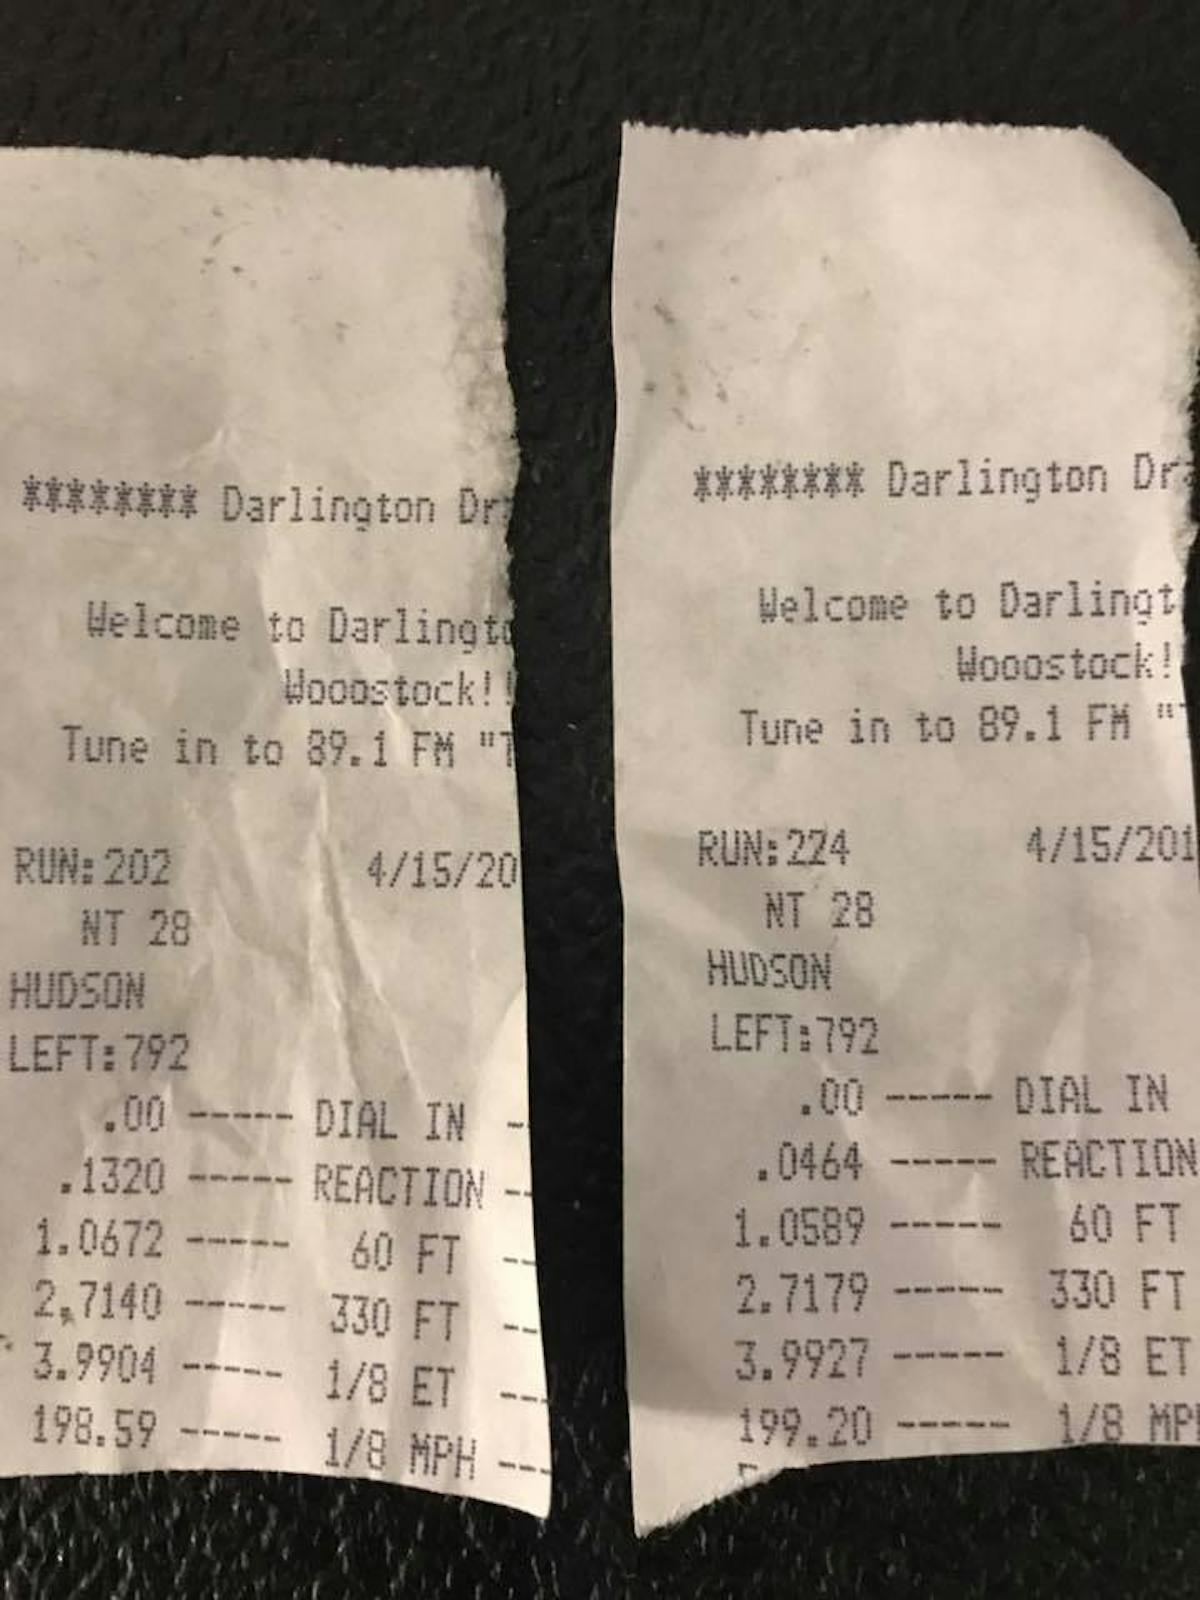 ******** Darlington Dr
Welcome to Darlingto
Wooostock!!
Tune in to 89.1 FM "T
RUN:202 4/15/20
NT 28
HUDSON
LEFT:792
.00 ----- DIAL IN --
.1320 ----- REACTION --
1.0672 ----- 60 FT --
2.7140 ----- 330 FT --
3.9904 ----- 1/8 ET ---
198.59 ----- 1/8 MPH ---
******** Darlington Dra
Welcome to Darlingt
Wooostock!
Tune in to 89.1 FM "T
RUN:224 4/15/201
NT 28
HUDSON
LEFT:792
.00 ----- DIAL IN
.0464 ----- REACTION
1.0589 ----- 60 FT
2.7179 ----- 330 FT
3.9927 ----- 1/8 ET
199.20 ----- 1/8 MPH